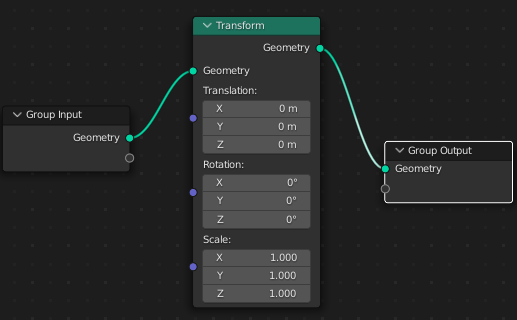 Group Input
Geometry
Transform
Geometry
Geometry
Translation:
X 0 m
Y 0 m
Z 0 m
Rotation:
X 0°
Y 0°
Z 0°
Scale:
X 1.000
Y 1.000
Z 1.000
Group Output
Geometry